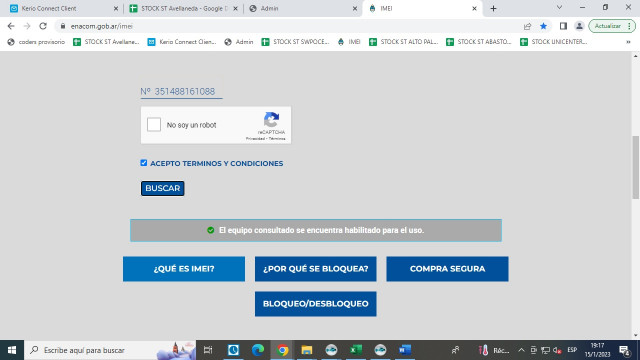 Kerio Connect Client
STOCK ST Avellaneda - Google
Admin
IMEI
enacom.gob.ar/imei
Actualizar
coders provisorio
STOCK ST Avellane...
Kerio Connect Clien...
Admin
STOCK ST SWPOCE...
IMEI
STOCK ST ALTO PAL...
STOCK ST ABASTO...
STOCK UNICENTER...
Nº 351488161088
No soy un robot
reCAPTCHA
Privacidad - Términos
ACEPTO TERMINOS Y CONDICIONES
BUSCAR
El equipo consultado se encuentra habilitado para el uso.
¿QUÉ ES IMEI?
¿POR QUÉ SE BLOQUEA?
COMPRA SEGURA
BLOQUEO/DESBLOQUEO
Escribe aquí para buscar
Réc...
ESP
19:17
15/1/2023